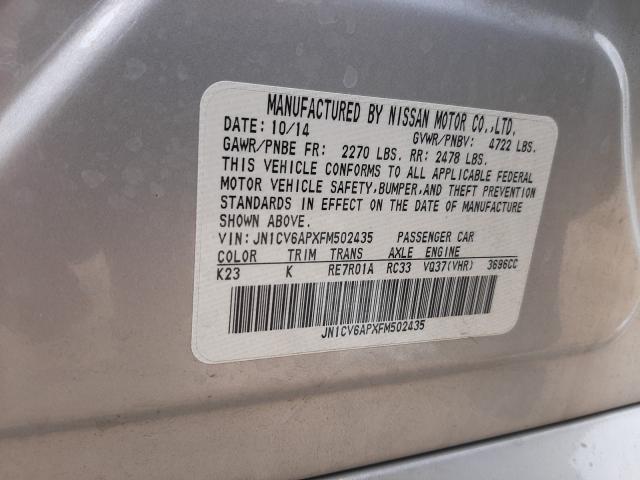 MANUFACTURED BY NISSAN MOTOR CO.,LTD.
DATE: 10/14 GVWR/PNBV: 4722 LBS.
GAWR/PNBE FR: 2270 LBS. RR: 2478 LBS.
THIS VEHICLE CONFORMS TO ALL APPLICABLE FEDERAL
MOTOR VEHICLE SAFETY,BUMPER,AND THEFT PREVENTION
STANDARDS IN EFFECT ON THE DATE OF MANUFACTURE
SHOWN ABOVE.
VIN: JN1CV6APXFM502435 PASSENGER CAR
COLOR TRIM TRANS AXLE ENGINE
K23 K RE7R01A RC33 VQ37(VHR) 3696CC
JN1CV6APXFM502435